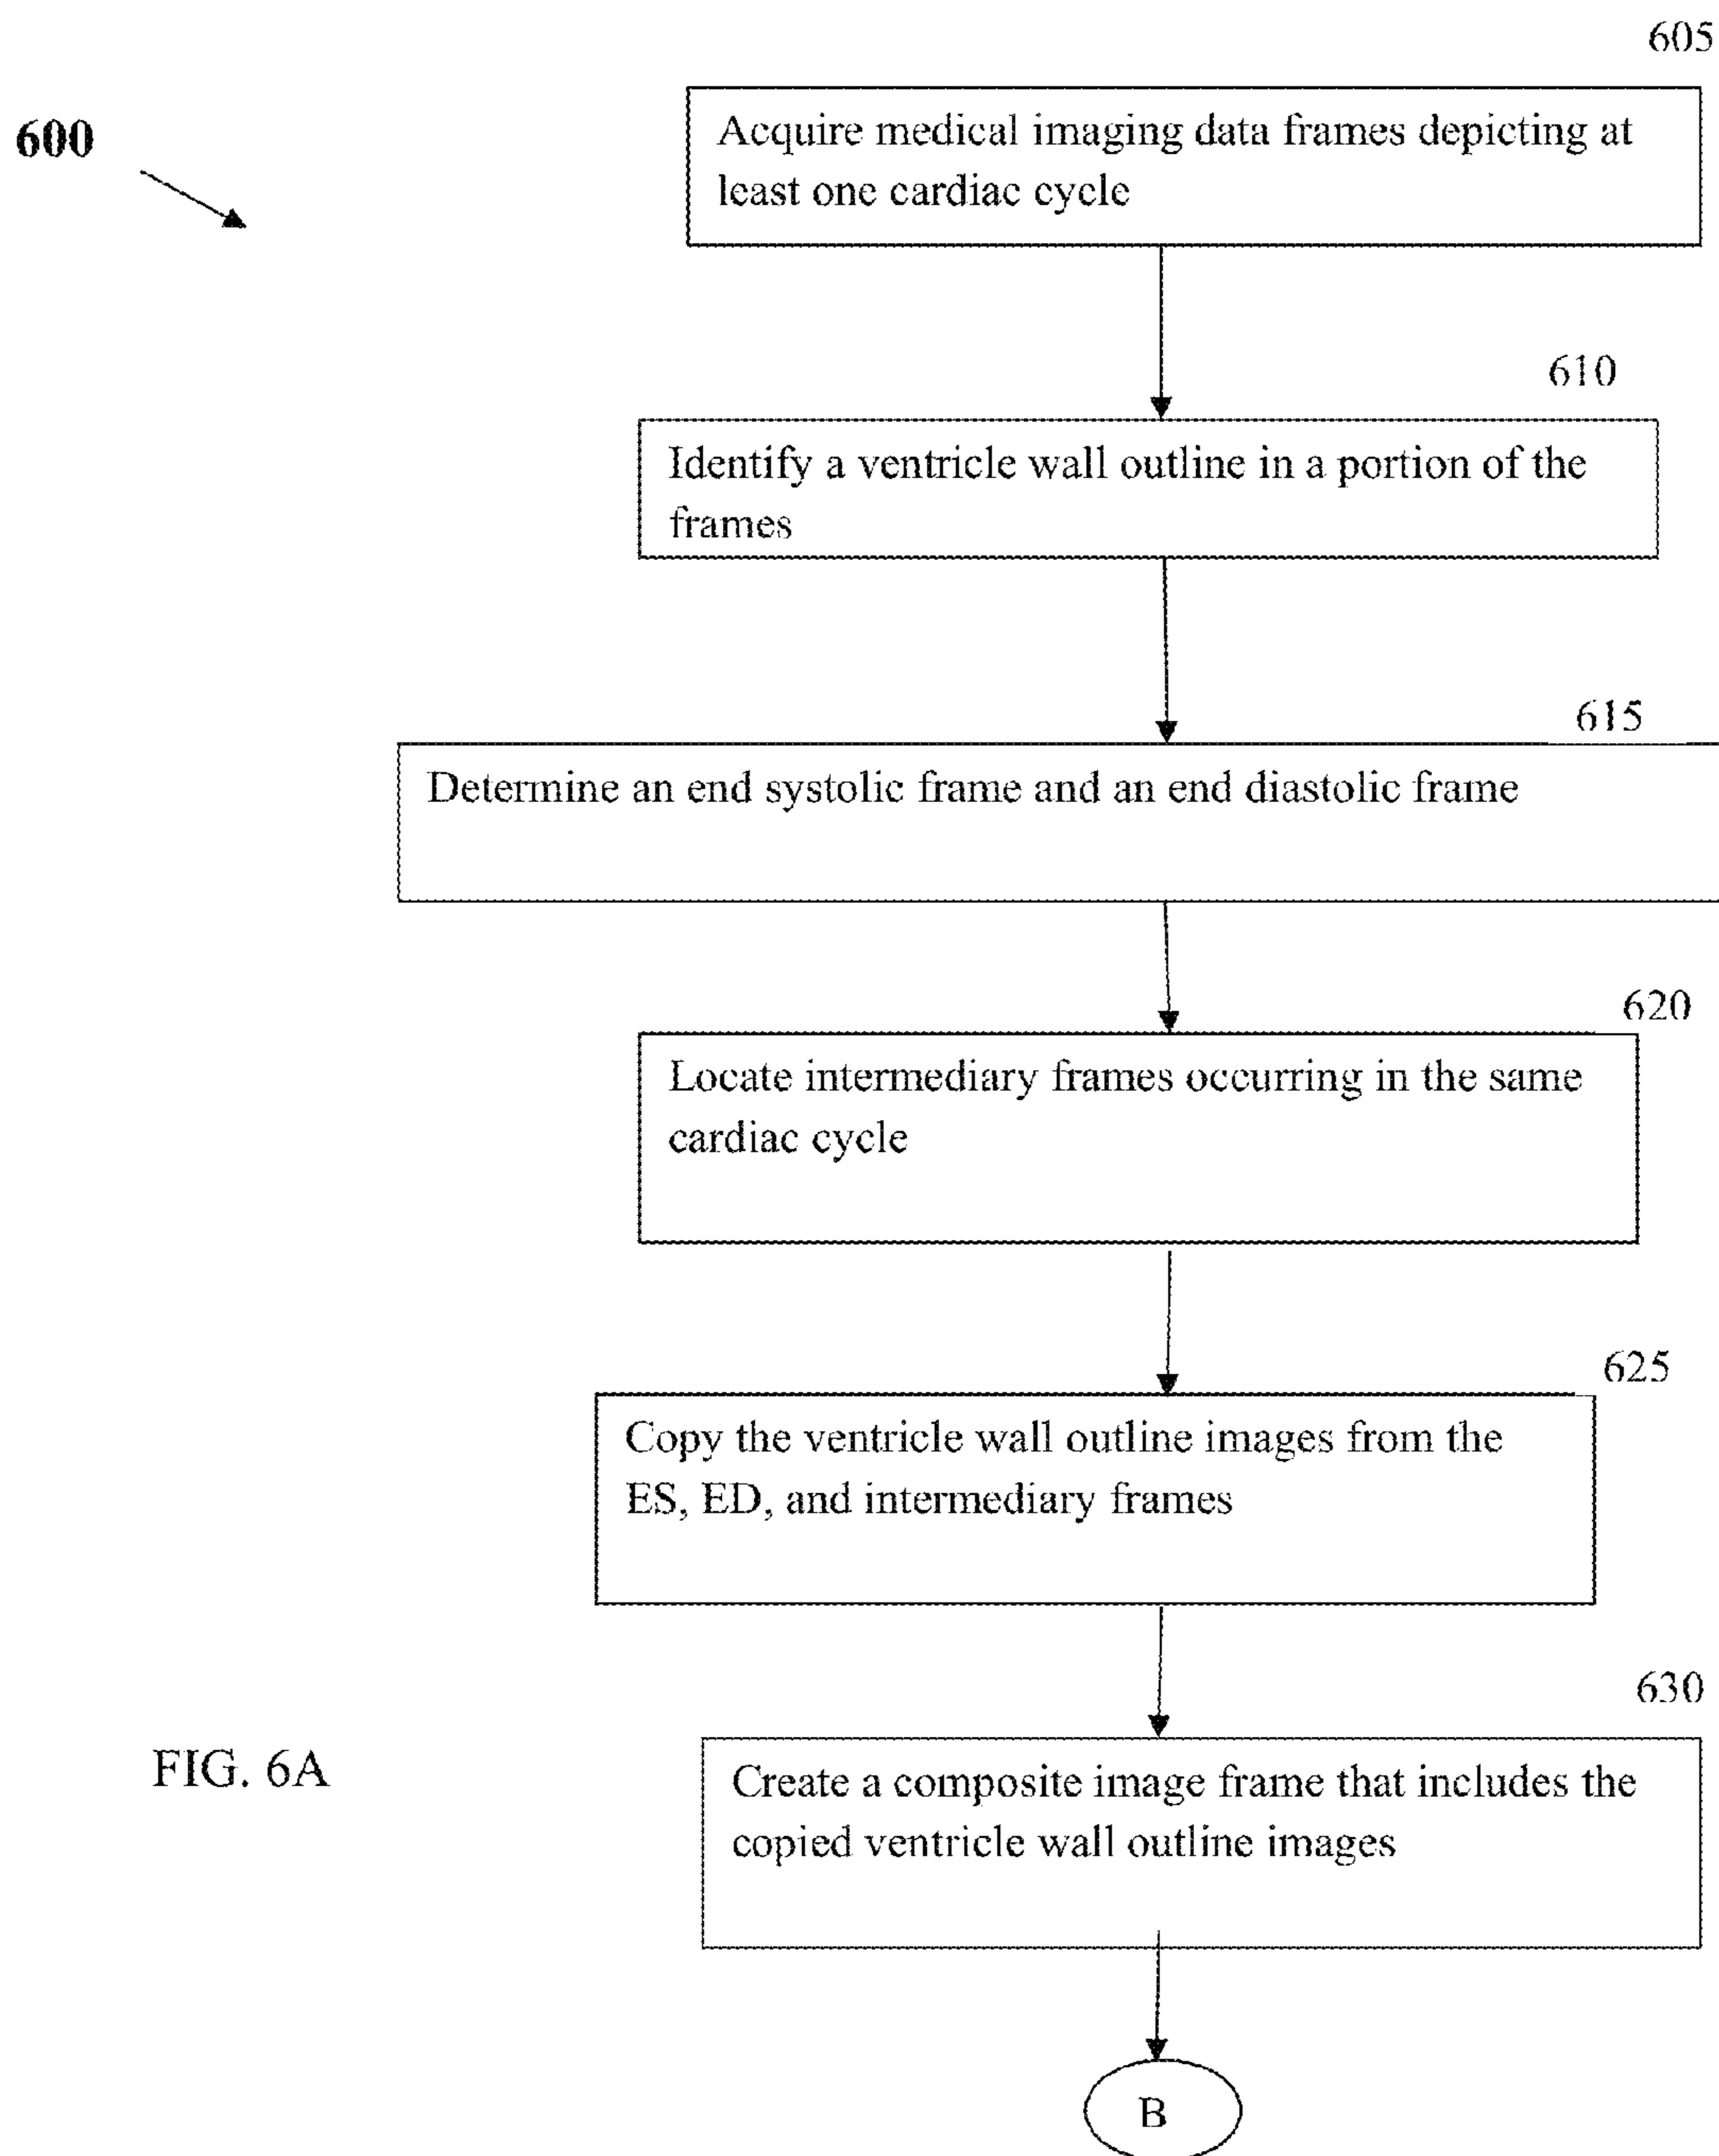 605
600
Acquire medical imaging data frames depicting at
least one cardiac cycle
610
Identify a ventricle wall outline in a portion of the
frames
615
Determine an end systolic frame and an end diastolic frame
620
Locate intermediary frames occurring in the same
cardiac cycle
625
Copy the ventricle wall outline images from the
ES, ED, and intermediary frames
630
FIG. 6A
Create a composite image frame that includes the
copied ventricle wall outline images
B